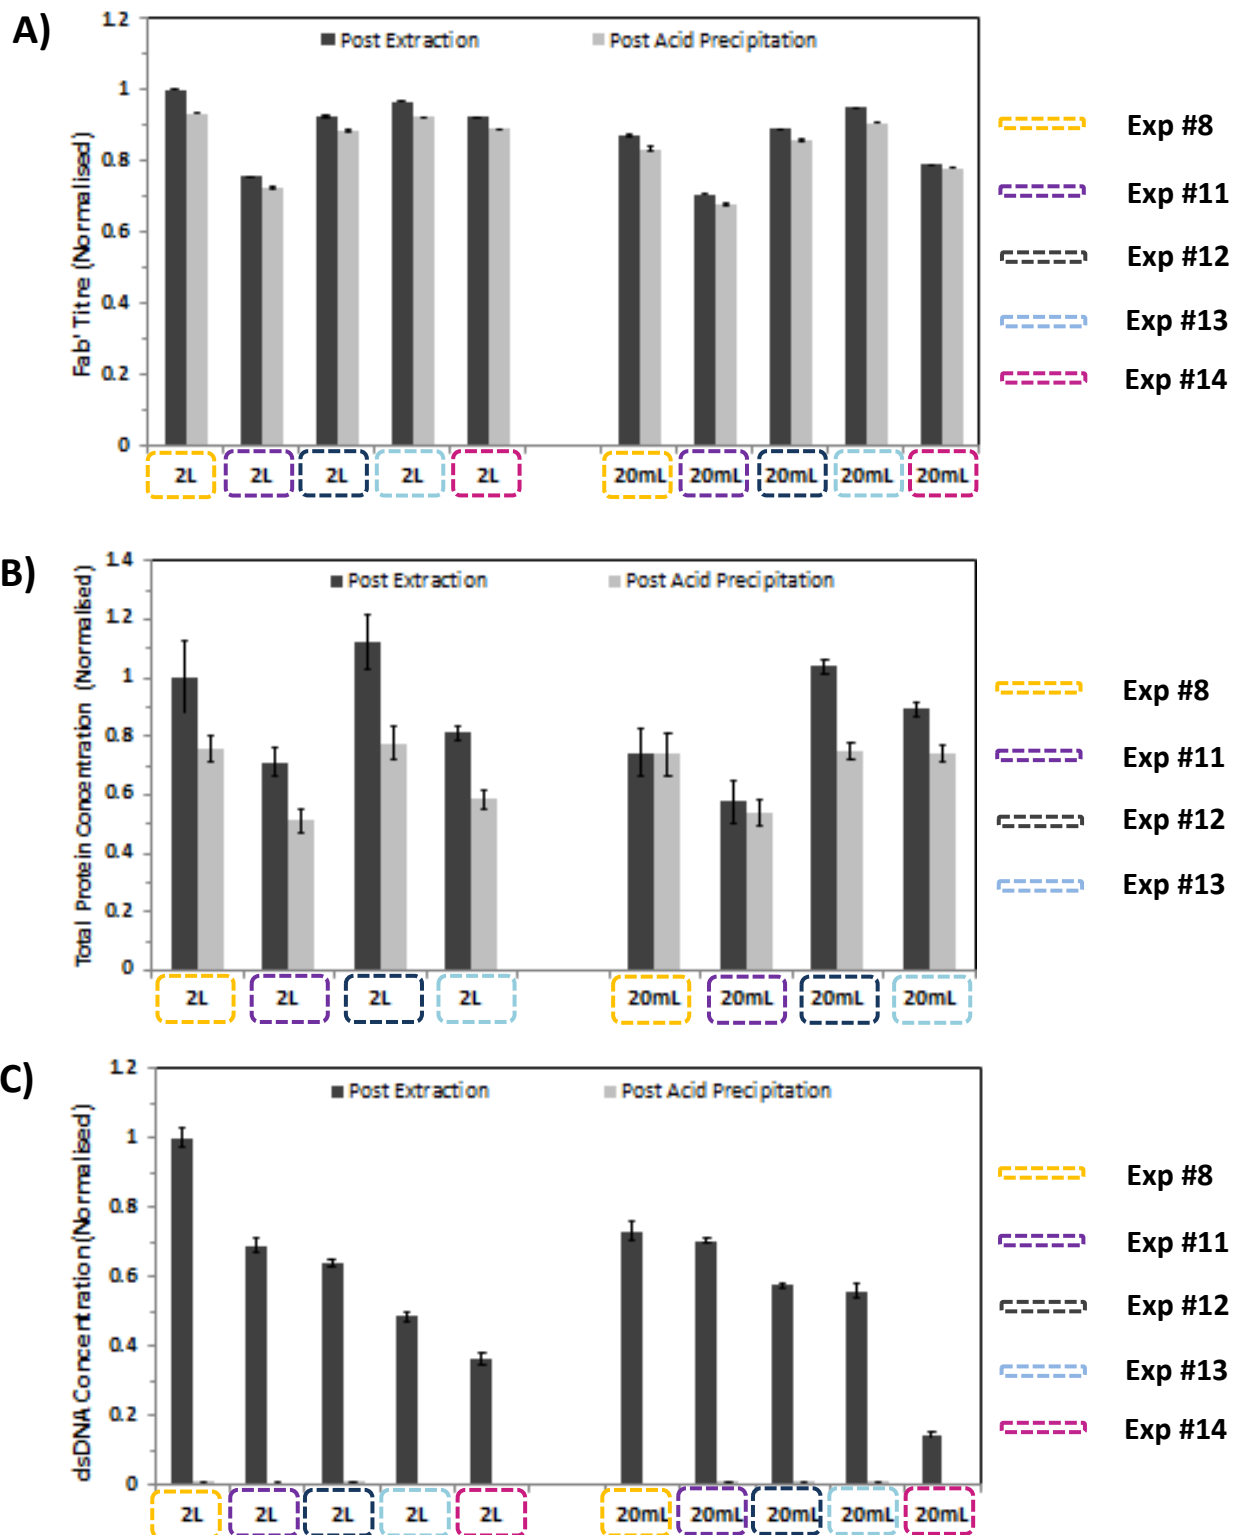 A)
1.2
Post Extraction
Post Acid Precipitation
1
0.8
0.6
0.4
0.2
0
Fab' Titre (Normalised)
2L 2L 2L 2L 2L 20mL 20mL 20mL 20mL 20mL
Exp #8
Exp #11
Exp #12
Exp #13
Exp #14
B)
1.4
Post Extraction
Post Acid Precipitation
1.2
1
0.8
0.6
0.4
0.2
0
Total Protein Concentration (Normalised)
2L 2L 2L 2L 20mL 20mL 20mL 20mL
Exp #8
Exp #11
Exp #12
Exp #13
C)
1.2
Post Extraction
Post Acid Precipitation
1
0.8
0.6
0.4
0.2
0
dsDNA Concentration(Normalised)
2L 2L 2L 2L 2L 20mL 20mL 20mL 20mL 20mL
Exp #8
Exp #11
Exp #12
Exp #13
Exp #14